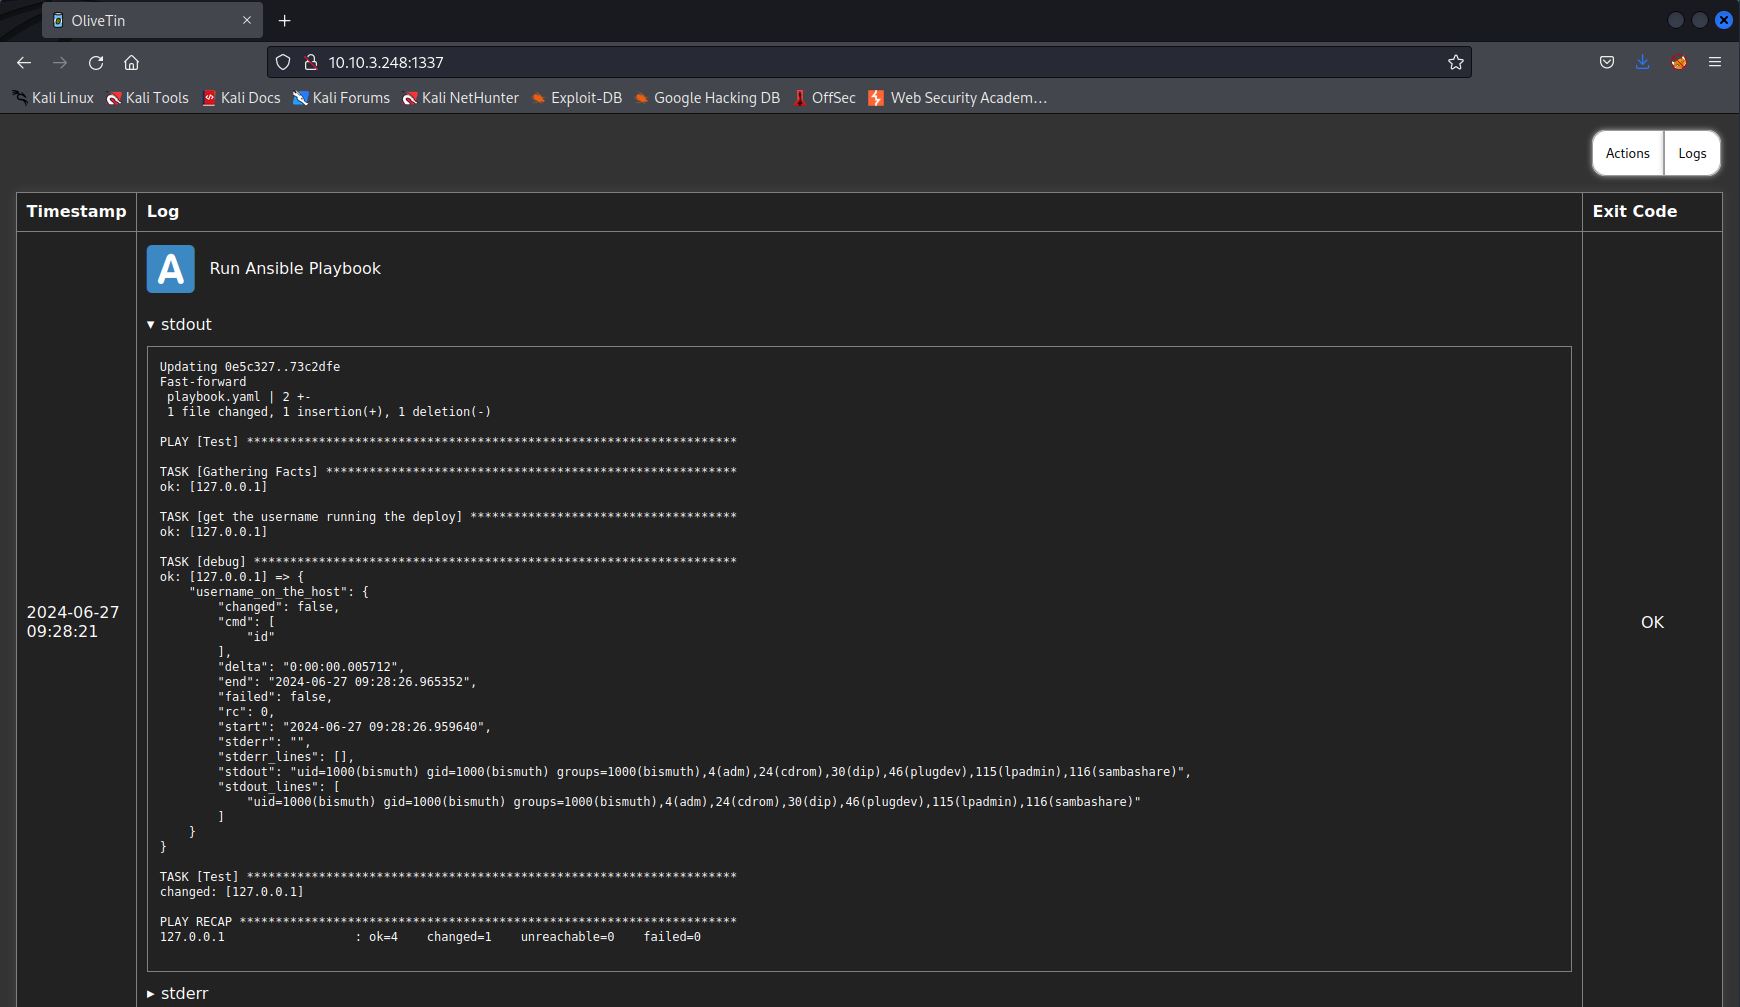 OliveTin
10.10.3.248:1337
Kali Linux Kali Tools Kali Docs Kali Forums Kali NetHunter Exploit-DB Google Hacking DB OffSec Web Security Academ…
Actions Logs
Timestamp Log Exit Code
A Run Ansible Playbook
▾ stdout
Updating 0e5c327..73c2dfe
Fast-forward
 playbook.yaml | 2 +-
 1 file changed, 1 insertion(+), 1 deletion(-)
PLAY [Test] ********************************************************************
TASK [Gathering Facts] *********************************************************
ok: [127.0.0.1]
TASK [get the username running the deploy] *************************************
ok: [127.0.0.1]
TASK [debug] *******************************************************************
ok: [127.0.0.1] => {
    "username_on_the_host": {
        "changed": false,
        "cmd": [
            "id"
        ],
        "delta": "0:00:00.005712",
        "end": "2024-06-27 09:28:26.965352",
        "failed": false,
        "rc": 0,
        "start": "2024-06-27 09:28:26.959640",
        "stderr": "",
        "stderr_lines": [],
        "stdout": "uid=1000(bismuth) gid=1000(bismuth) groups=1000(bismuth),4(adm),24(cdrom),30(dip),46(plugdev),115(lpadmin),116(sambashare)",
        "stdout_lines": [
            "uid=1000(bismuth) gid=1000(bismuth) groups=1000(bismuth),4(adm),24(cdrom),30(dip),46(plugdev),115(lpadmin),116(sambashare)"
        ]
    }
}
TASK [Test] ********************************************************************
changed: [127.0.0.1]
PLAY RECAP *********************************************************************
127.0.0.1                  : ok=4    changed=1    unreachable=0    failed=0
2024-06-27
09:28:21
OK
▸ stderr